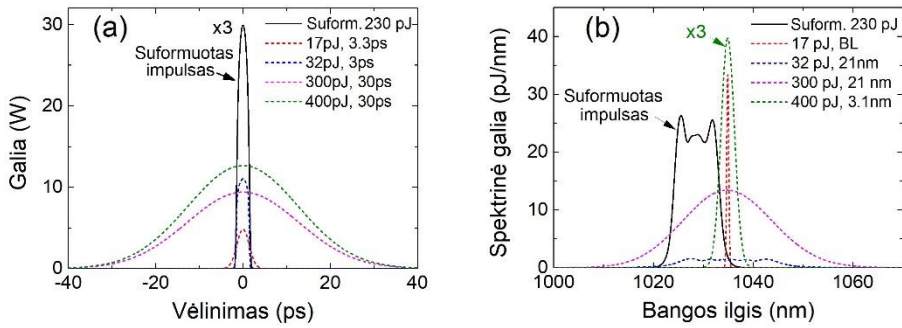 (a)
x3
Suformuotas
impulsas
Suform. 230 pJ
17pJ, 3.3ps
32pJ, 3ps
300pJ, 30ps
400pJ, 30ps
Galia (W)
30
20
10
0
-40
-20
0
20
40
Vėlinimas (ps)
(b)
x3
Suformuotas
impulsas
Suform. 230 pJ
17 pJ, BL
32 pJ, 21nm
300 pJ, 21 nm
400 pJ, 3.1nm
Spektrinė galia (pJ/nm)
40
30
20
10
0
1000
1020
1040
1060
Bangos ilgis (nm)